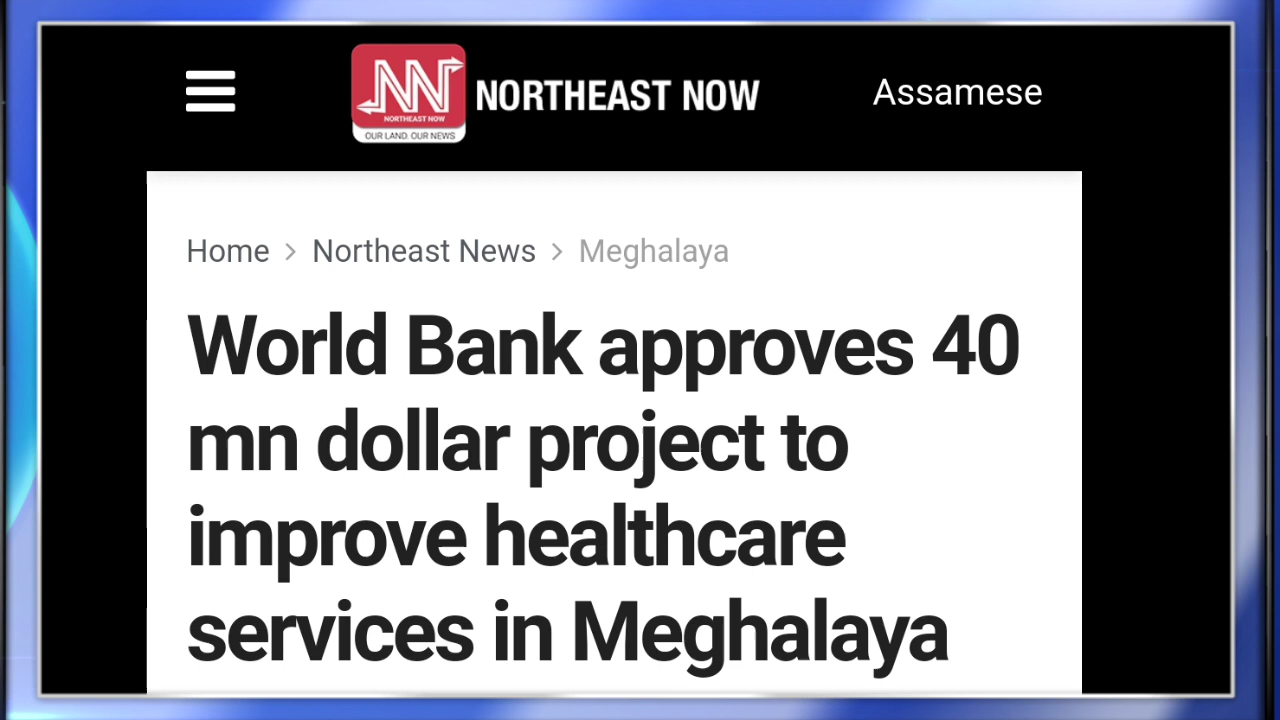 NORTHEAST NOW
OUR LAND. OUR NEWS
NORTHEAST NOW
Assamese
Home > Northeast News > Meghalaya
World Bank approves 40
mn dollar project to
improve healthcare
services in Meghalaya